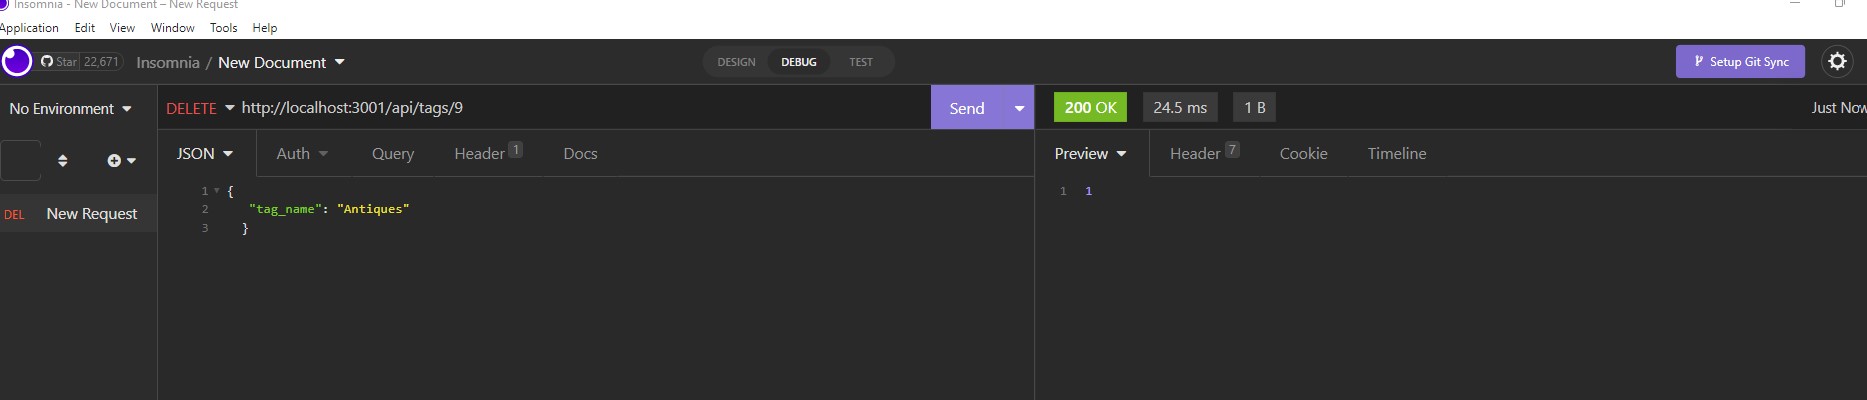 Insomnia - New Document – New Request
Application Edit View Window Tools Help
Star 22,671 Insomnia / New Document DESIGN DEBUG TEST Setup Git Sync
No Environment DELETE http://localhost:3001/api/tags/9 Send 200 OK 24.5 ms 1 B Just Now
JSON Auth Query Header 1 Docs Preview Header 7 Cookie Timeline
1 { 1 1
DEL New Request 2 "tag_name": "Antiques"
3 }